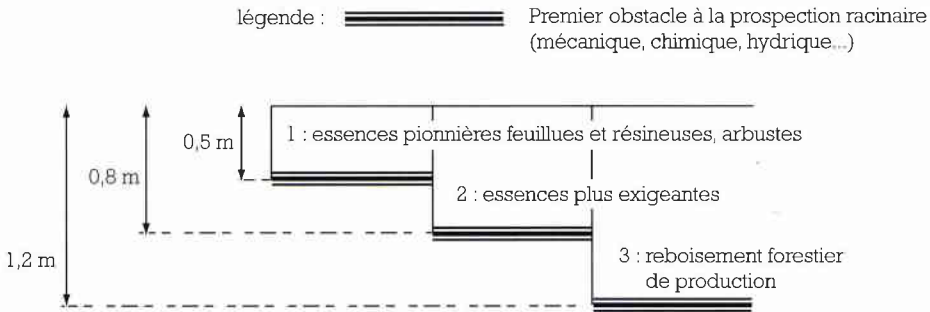 légende :
Premier obstacle à la prospection racinaire
(mécanique, chimique, hydrique...)
0,5 m
1 : essences pionnières feuillues et résineuses, arbustes
0,8 m
2 : essences plus exigeantes
1,2 m
3 : reboisement forestier
de production